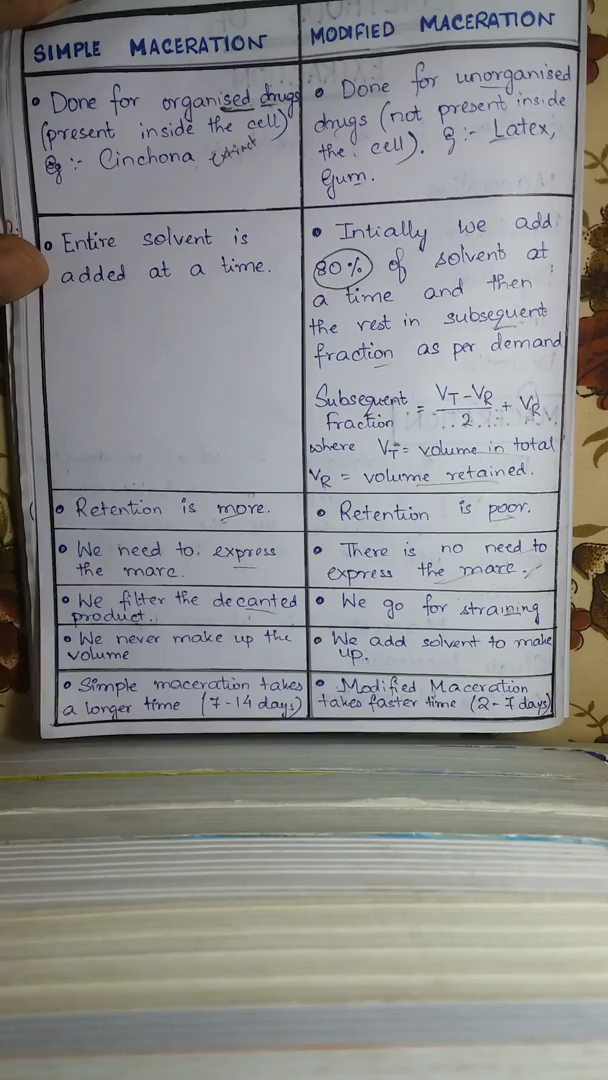 SIMPLE MACERATION
MODIFIED MACERATION
• Done for organised drugs
(present inside the cell)
Eg :- Cinchona extract
• Done for unorganised
drugs (not present inside
the cell). Eg :- Latex,
Gum.
• Entire solvent is
added at a time.
• Intially we add
80% of solvent at
a time and then
the rest in subsequent
fraction as per demand
Subsequent Fraction = (VT - VR)/2 + VR
where VT = volume in total
VR = volume retained.
• Retention is more.
• Retention is poor.
• We need to express
the marc.
• There is no need to
express the marc.
• We filter the decanted
product.
• We go for straining
• We never make up the
volume
• We add solvent to make
up.
• Simple maceration takes
a longer time (7-14 days)
• Modified Maceration
takes faster time (2-7 days)